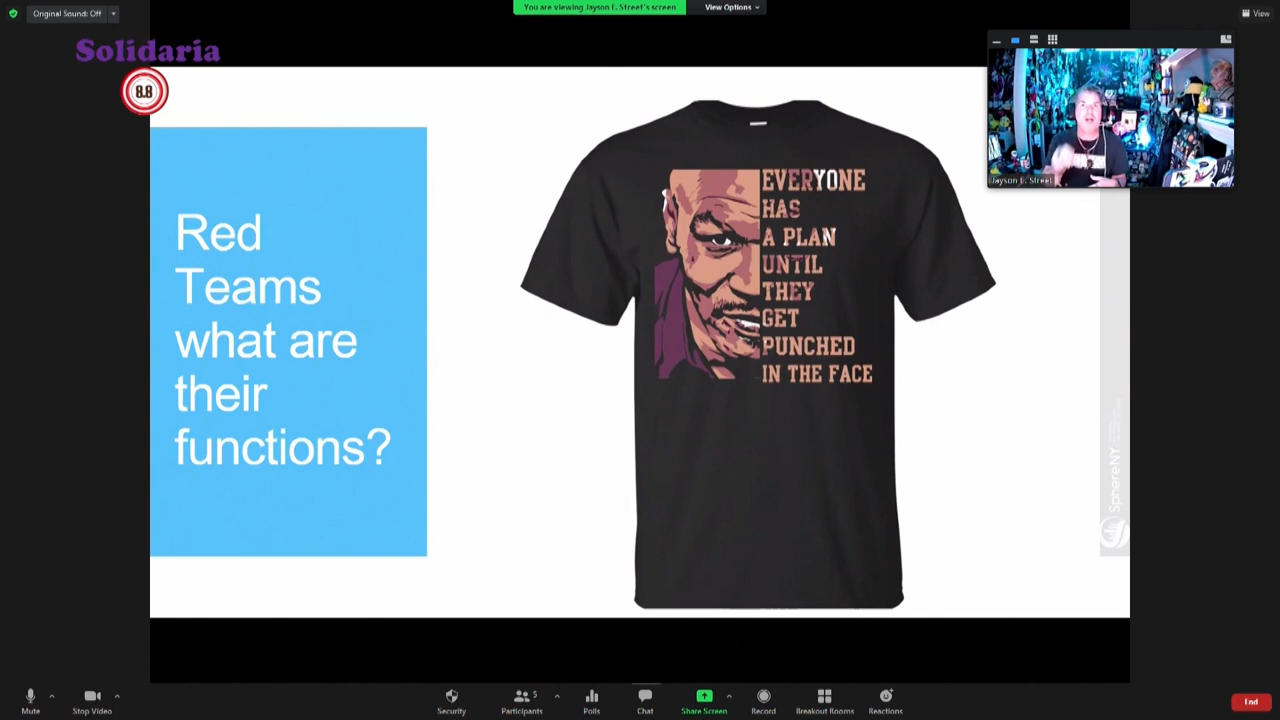 Original Sound: Off
You are viewing Jayson E. Street's screen
View Options
View
Solidaria
8.8
Jayson E. Street
Red
Teams
what are
their
functions?
EVERYONE
HAS
A PLAN
UNTIL
THEY
GET
PUNCHED
IN THE FACE
SphereNY
Mute
Stop Video
Security
Participants
5
Polls
Chat
Share Screen
Record
Breakout Rooms
Reactions
End